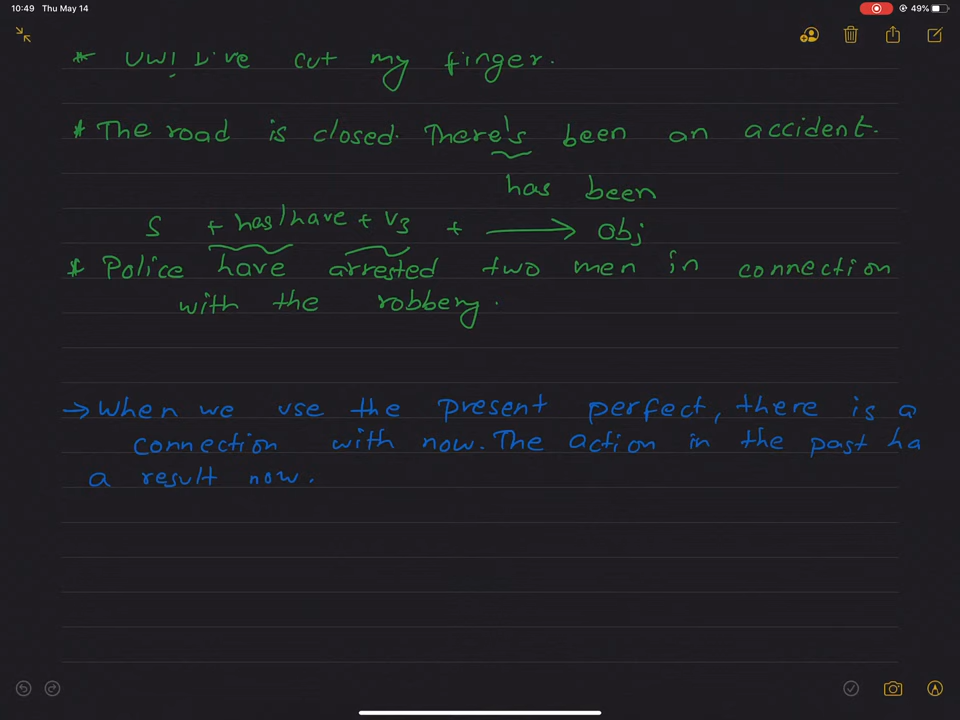 10:49 Thu May 14 49%
* I've cut my finger.
* The road is closed. There's been an accident.
has been
S + has/have + V3 + → Obj
* Police have arrested two men in connection
with the robbery.
→ When we use the present perfect, there is a
connection with now. The action in the past ha
a result now.